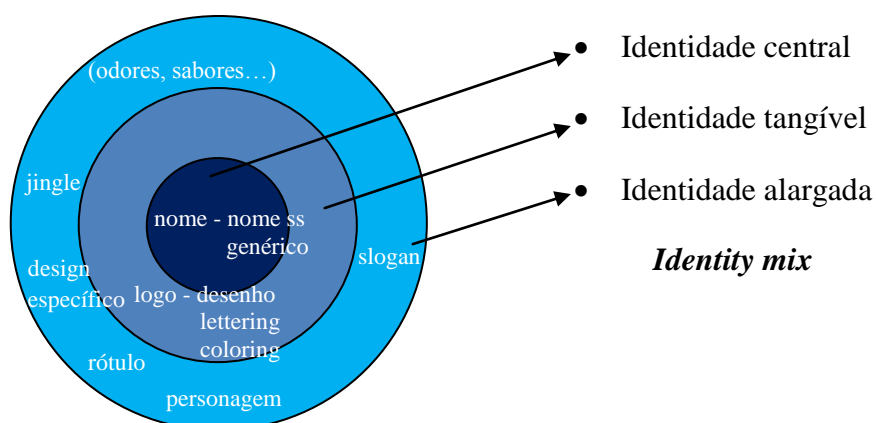 (odores, sabores…)
jingle
nome - nome ss
genérico
slogan
design
específico
logo - desenho
lettering
coloring
rótulo
personagem
• Identidade central
• Identidade tangível
• Identidade alargada
Identity mix